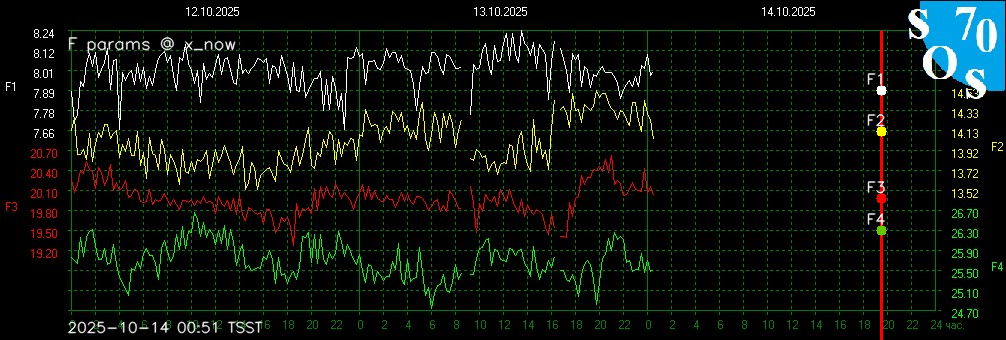 12.10.2025 13.10.2025 14.10.2025
F params @ x_now
8.24
8.12
8.01
7.89
7.78
7.66
F1
20.70
20.40
20.10
19.80
19.50
19.20
F3
SOS 70
F1
F2
F3
F4
14.33
14.13
13.92
13.72
13.52
F2
26.70
26.30
25.90
25.50
25.10
24.70
F4
2025-10-14 00:51 TSST
16 18 20 22 0 2 4 6 8 10 12 14 16 18 20 22 0 2 4 6 8 10 12 14 16 18 20 22 24 час.